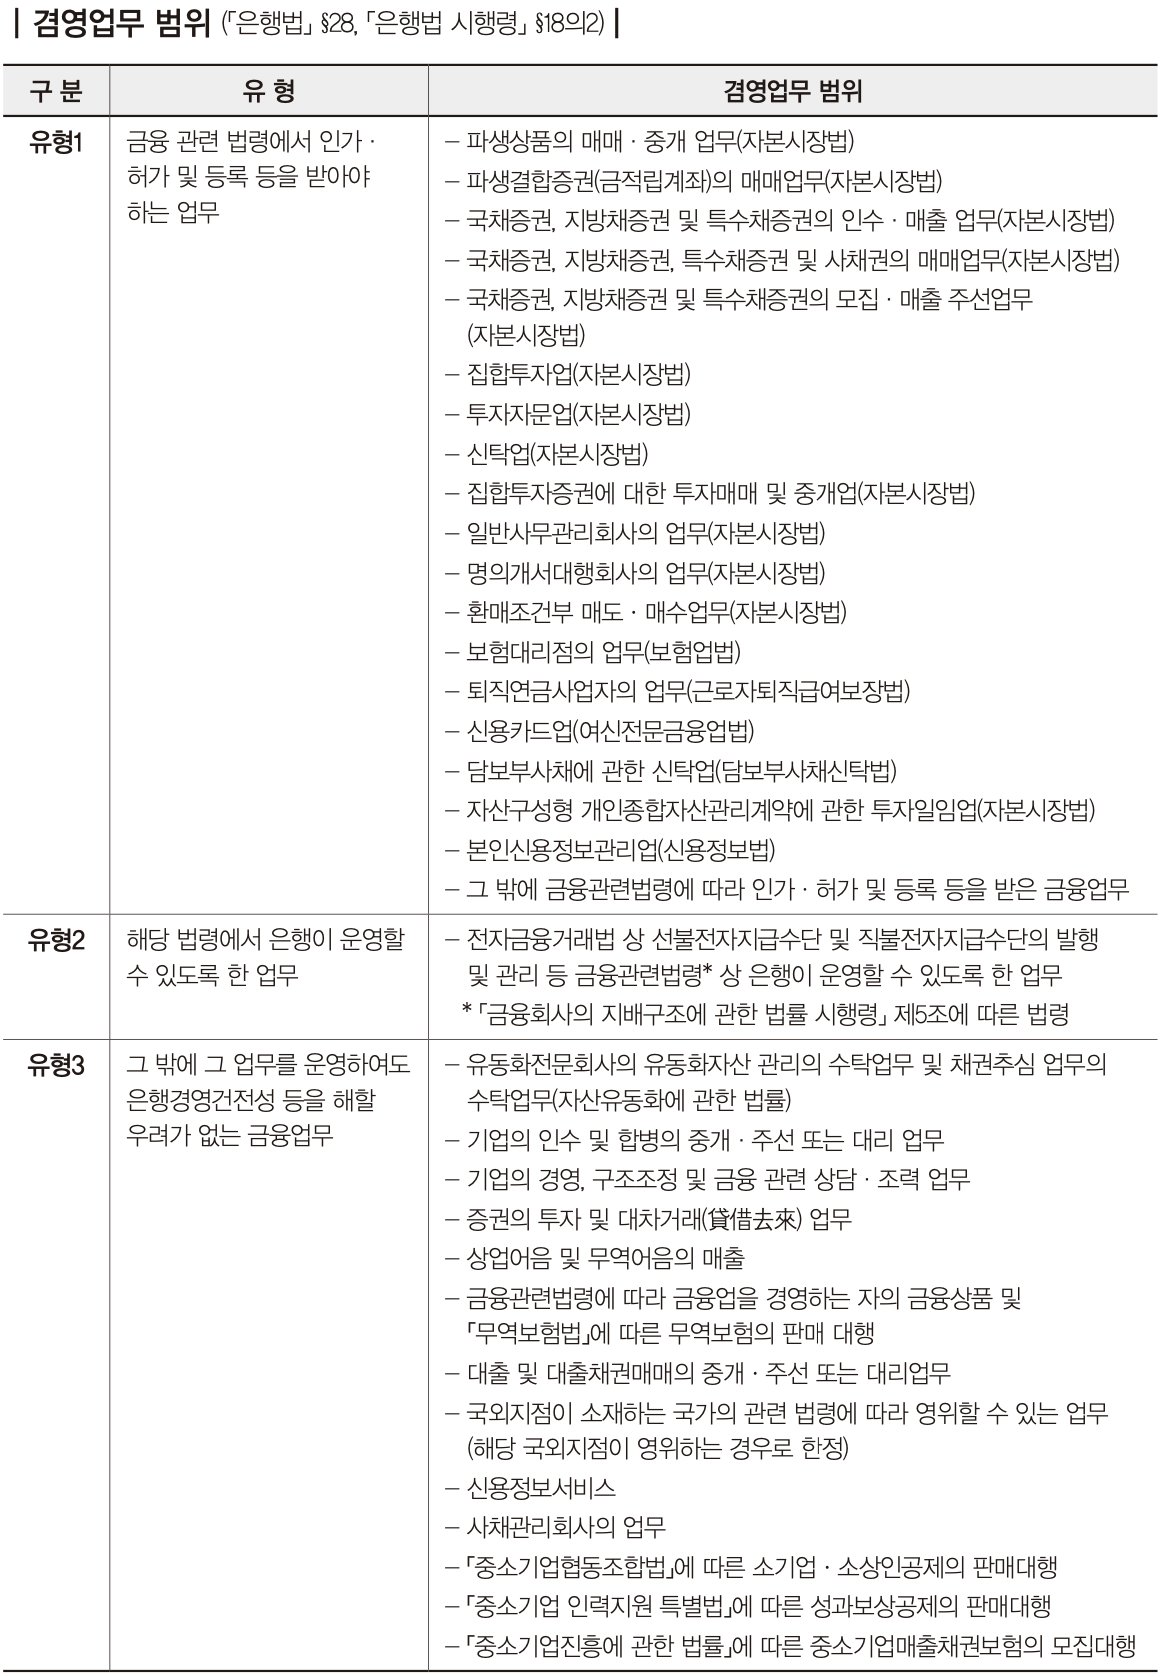 | 겸영업무 범위 (「은행법」 §28, 「은행법 시행령」 §18의2) |
구 분
유 형
겸영업무 범위
유형1
금융 관련 법령에서 인가 ·
허가 및 등록 등을 받아야
하는 업무
– 파생상품의 매매 · 중개 업무(자본시장법)
– 파생결합증권(금적립계좌)의 매매업무(자본시장법)
– 국채증권, 지방채증권 및 특수채증권의 인수 · 매출 업무(자본시장법)
– 국채증권, 지방채증권, 특수채증권 및 사채권의 매매업무(자본시장법)
– 국채증권, 지방채증권 및 특수채증권의 모집 · 매출 주선업무
(자본시장법)
– 집합투자업(자본시장법)
– 투자자문업(자본시장법)
– 신탁업(자본시장법)
– 집합투자증권에 대한 투자매매 및 중개업(자본시장법)
– 일반사무관리회사의 업무(자본시장법)
– 명의개서대행회사의 업무(자본시장법)
– 환매조건부 매도 · 매수업무(자본시장법)
– 보험대리점의 업무(보험업법)
– 퇴직연금사업자의 업무(근로자퇴직급여보장법)
– 신용카드업(여신전문금융업법)
– 담보부사채에 관한 신탁업(담보부사채신탁법)
– 자산구성형 개인종합자산관리계약에 관한 투자일임업(자본시장법)
– 본인신용정보관리업(신용정보법)
– 그 밖에 금융관련법령에 따라 인가 · 허가 및 등록 등을 받은 금융업무
유형2
해당 법령에서 은행이 운영할
수 있도록 한 업무
– 전자금융거래법 상 선불전자지급수단 및 직불전자지급수단의 발행
및 관리 등 금융관련법령* 상 은행이 운영할 수 있도록 한 업무
* 「금융회사의 지배구조에 관한 법률 시행령」 제5조에 따른 법령
유형3
그 밖에 그 업무를 운영하여도
은행경영건전성 등을 해할
우려가 없는 금융업무
– 유동화전문회사의 유동화자산 관리의 수탁업무 및 채권추심 업무의
수탁업무(자산유동화에 관한 법률)
– 기업의 인수 및 합병의 중개 · 주선 또는 대리 업무
– 기업의 경영, 구조조정 및 금융 관련 상담 · 조력 업무
– 증권의 투자 및 대차거래(貸借去來) 업무
– 상업어음 및 무역어음의 매출
– 금융관련법령에 따라 금융업을 경영하는 자의 금융상품 및
「무역보험법」에 따른 무역보험의 판매 대행
– 대출 및 대출채권매매의 중개 · 주선 또는 대리업무
– 국외지점이 소재하는 국가의 관련 법령에 따라 영위할 수 있는 업무
(해당 국외지점이 영위하는 경우로 한정)
– 신용정보서비스
– 사채관리회사의 업무
– 「중소기업협동조합법」에 따른 소기업 · 소상인공제의 판매대행
– 「중소기업 인력지원 특별법」에 따른 성과보상공제의 판매대행
– 「중소기업진흥에 관한 법률」에 따른 중소기업매출채권보험의 모집대행